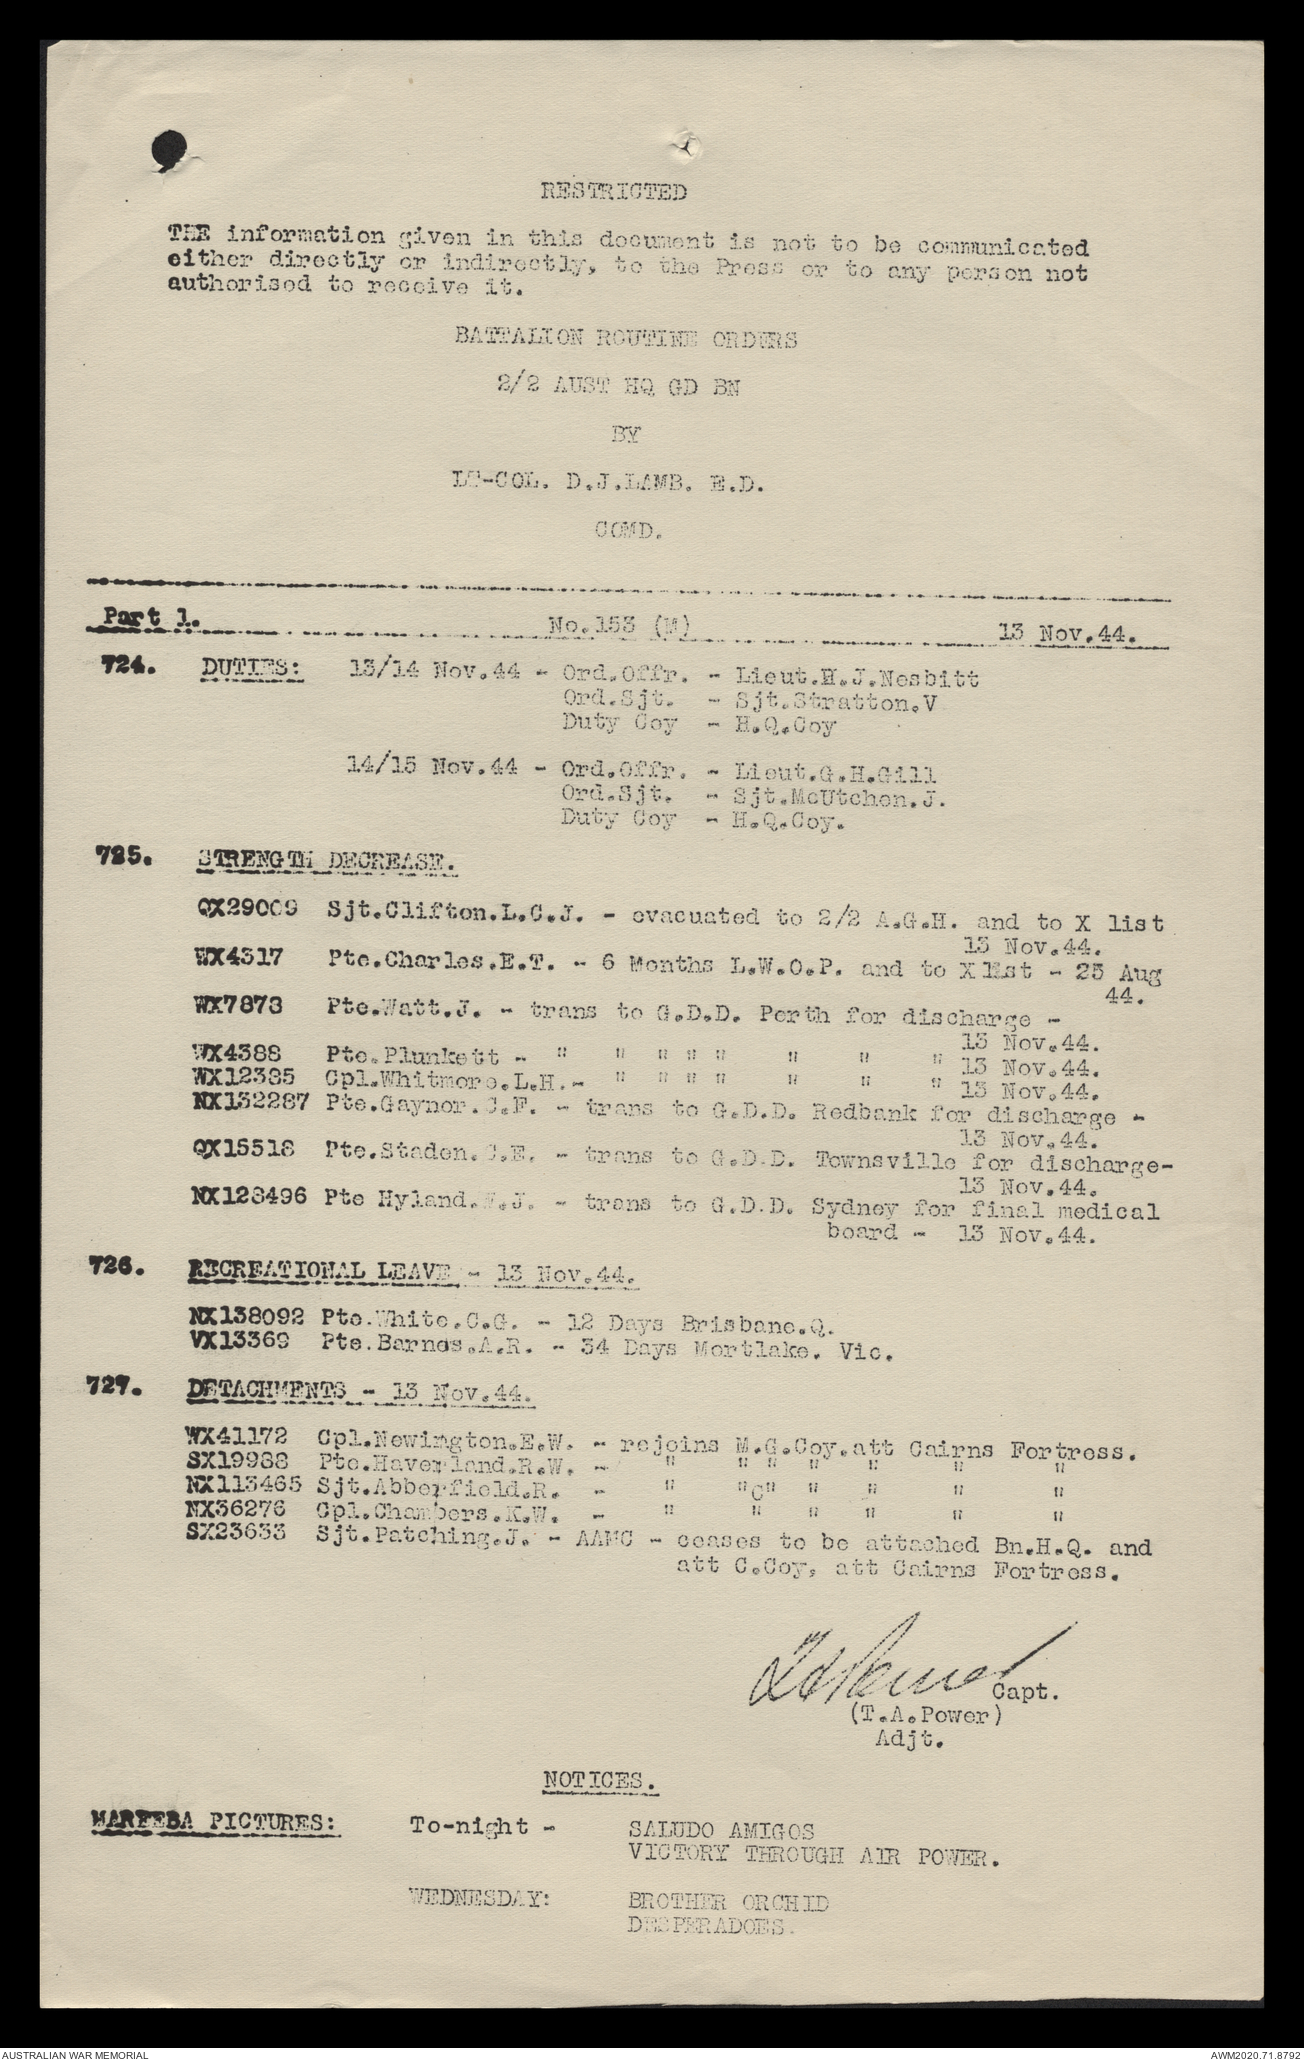 RESTRICTED
THE information given in this document is not to be communicated
either directly or indirectly, to the Press or to any person not
authorised to receive it.
BATTALION ROUTINE ORDERS
2/2 AUST HQ GD BN
BY
LT-COL. D.J.LAMB. E.D.
COMD.
Part 1. No.153 (M) 13 Nov.44.
724. DUTIES: 13/14 Nov.44 - Ord.Offr. - Lieut.H.J.Nesbitt
Ord.Sjt. - Sjt.Stratton.V
Duty Coy - H.Q.Coy
14/15 Nov.44 - Ord.Offr. - Lieut.G.H.Gill
Ord.Sjt. - Sjt.McUtchen.J.
Duty Coy - H.Q.Coy.
725. STRENGTH DECREASE.
QX29009 Sjt.Clifton.L.C.J. - evacuated to 2/2 A.G.H. and to X list
13 Nov.44.
WX4317 Pte.Charles.E.T. - 6 Months L.W.O.P. and to X list - 25 Aug
44.
WX7873 Pte.Watt.J. - trans to G.D.D. Perth for discharge -
13 Nov.44.
WX4388 Pte.Plunkett - " " " " " " " " 13 Nov.44.
WX12385 Cpl.Whitmore.L.H.- " " " " " " " " 13 Nov.44.
NX132287 Pte.Gaynor.C.F. - trans to G.D.D. Redbank for discharge -
13 Nov.44.
QX15518 Pte.Staden.C.E. - trans to G.D.D. Townsville for discharge-
13 Nov.44.
NX128496 Pte Hyland.W.J. - trans to G.D.D. Sydney for final medical
board - 13 Nov.44.
726. RECREATIONAL LEAVE - 13 Nov.44.
NX138092 Pte.White.C.G. - 12 Days Brisbane.Q.
VX13369 Pte.Barnes.A.R. - 34 Days Mortlake. Vic.
727. DETACHMENTS - 13 Nov.44.
WX41172 Cpl.Newington.E.W. - rejoins M.G.Coy.att Cairns Fortress.
SX19988 Pte.Haverland.R.W. - " " " " " " "
NX113465 Sjt.Abberfield.R. - " "C" " " " "
NX36276 Cpl.Chambers.K.W. - " " " " " "
SX23633 Sjt.Patching.J. - AAMC - ceases to be attached Bn.H.Q. and
att C.Coy, att Cairns Fortress.
Capt.
(T.A.Power)
Adjt.
NOTICES.
MAREEBA PICTURES: To-night - SALUDO AMIGOS
VICTORY THROUGH AIR POWER.
WEDNESDAY: BROTHER ORCHID
DESPERADOES.
AUSTRALIAN WAR MEMORIAL AWM2020.71.8792